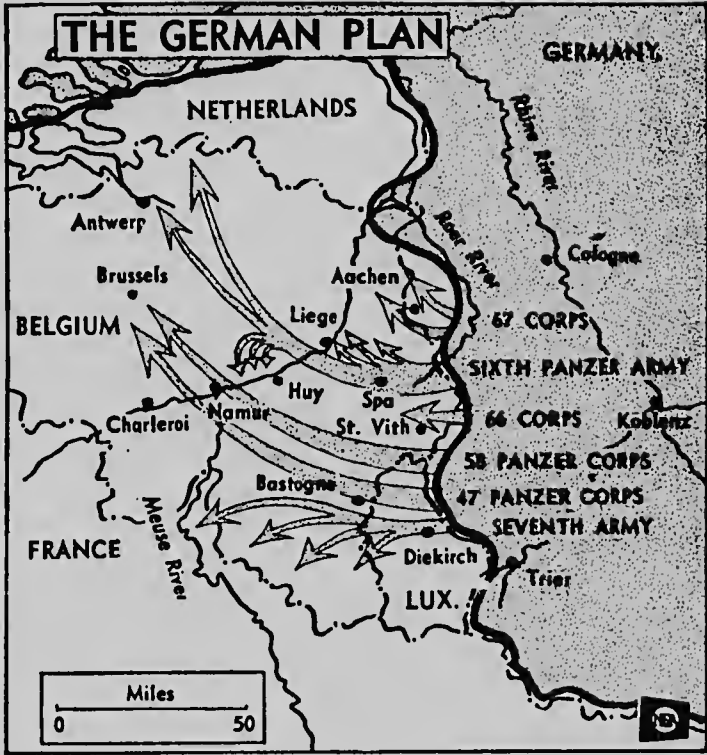 THE GERMAN PLAN
GERMANY
NETHERLANDS
Rhine River
Antwerp
Roer River
Cologne
Brussels
Aachen
BELGIUM
Liege
67 CORPS
SIXTH PANZER ARMY
Huy
Spa
Charleroi
Namur
St. Vith
66 CORPS
Koblenz
58 PANZER CORPS
Bastogne
47 PANZER CORPS
SEVENTH ARMY
Meuse River
FRANCE
Diekirch
Trier
LUX.
Miles
0 50